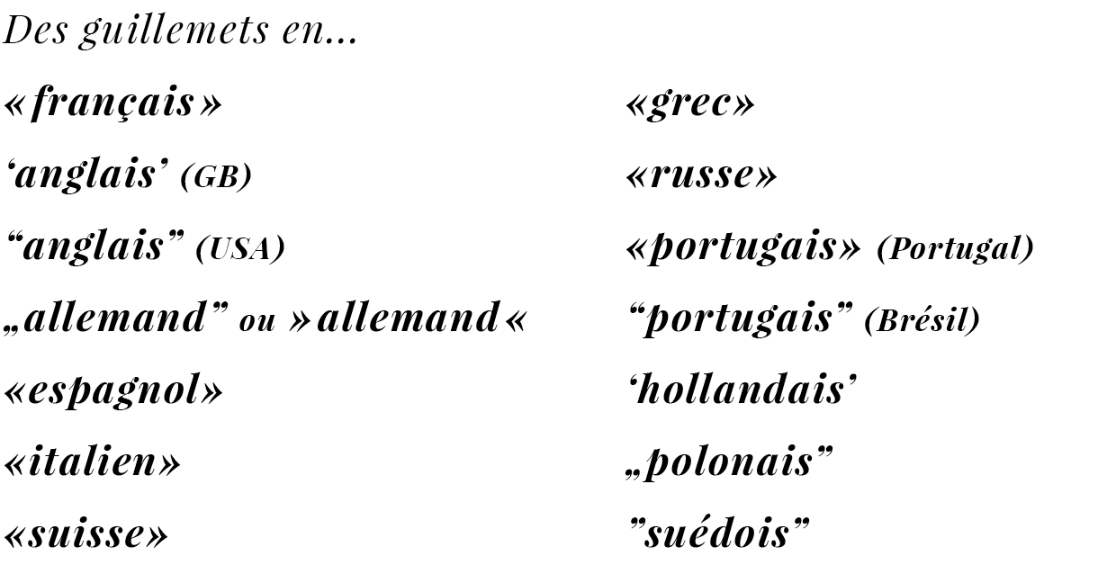 Des guillemets en…
« français »
‘anglais’ (GB)
“anglais” (USA)
„allemand” ou » allemand «
«espagnol»
«italien»
«suisse»
«grec»
«russe»
«portugais» (Portugal)
“portugais” (Brésil)
‘hollandais’
„polonais”
”suédois”